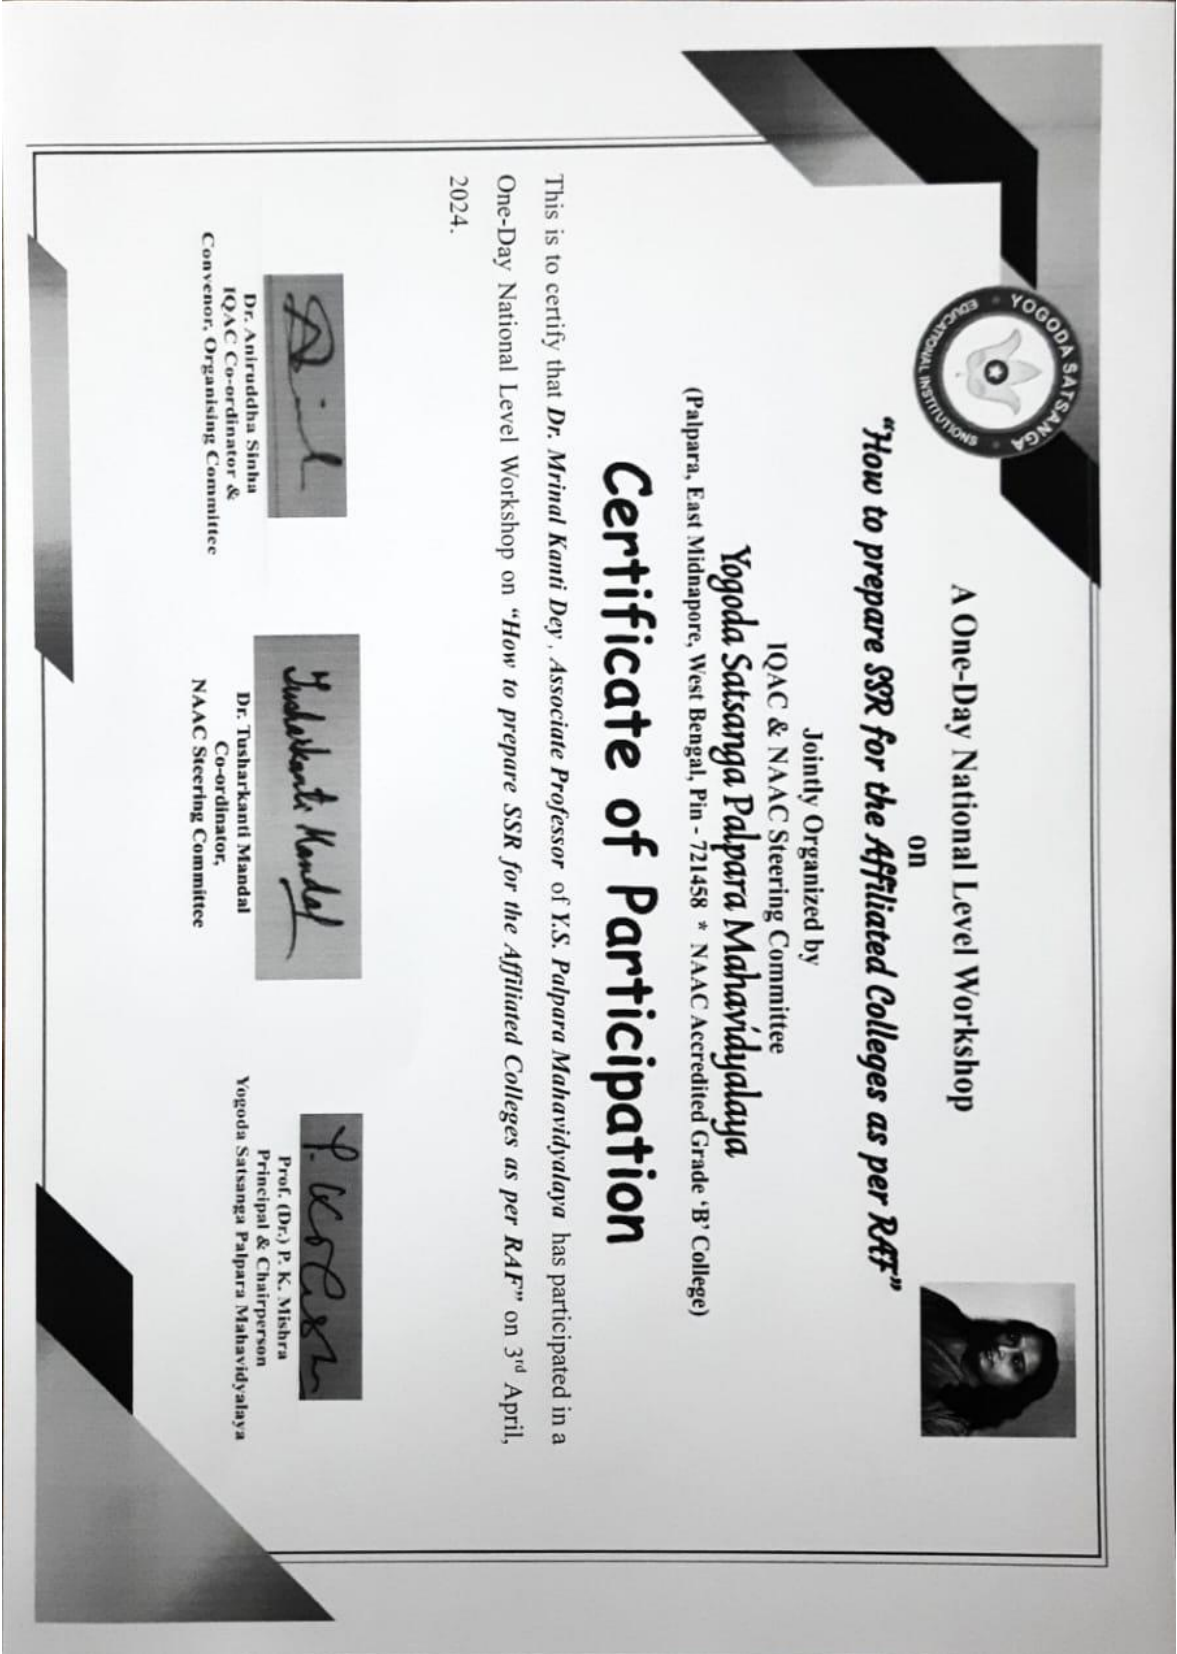 YOGODA SATSANGA
EDUCATIONAL INSTITUTIONS
A One-Day National Level Workshop
on
“How to prepare SSR for the Affiliated Colleges as per RAF”
Jointly Organized by
IQAC & NAAC Steering Committee
Yogoda Satsanga Palpara Mahavidyalaya
(Palpara, East Midnapore, West Bengal, Pin - 721458 * NAAC Accredited Grade ‘B’ College)
Certificate of Participation
This is to certify that Dr. Mrinal Kanti Dey, Associate Professor of Y.S. Palpara Mahavidyalaya has participated in a
One-Day National Level Workshop on “How to prepare SSR for the Affiliated Colleges as per RAF” on 3rd April,
2024.
Dr. Aniruddha Sinha
IQAC Co-ordinator &
Convenor, Organising Committee
Tusharkanti Mandal
Dr. Tusharkanti Mandal
Co-ordinator,
NAAC Steering Committee
Prof. (Dr.) P. K. Mishra
Principal & Chairperson
Yogoda Satsanga Palpara Mahavidyalaya